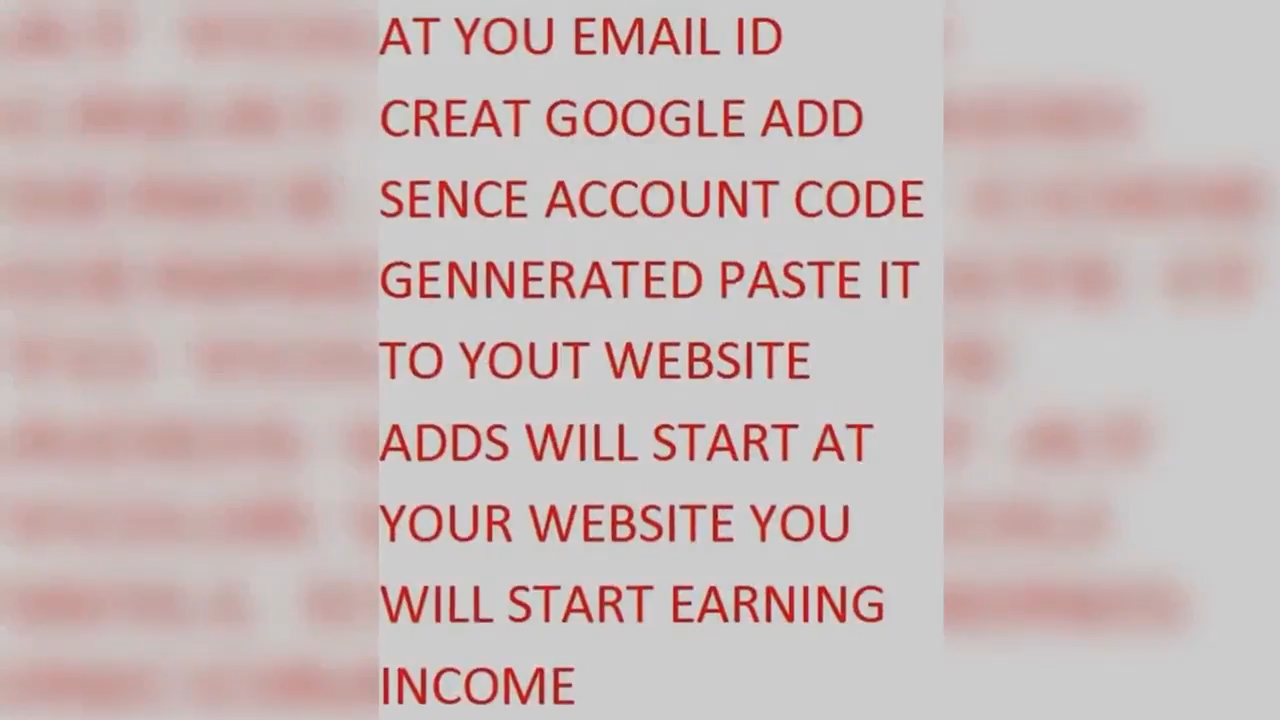 AT YOU EMAIL ID
CREAT GOOGLE ADD
SENCE ACCOUNT CODE
GENNERATED PASTE IT
TO YOUT WEBSITE
ADDS WILL START AT
YOUR WEBSITE YOU
WILL START EARNING
INCOME